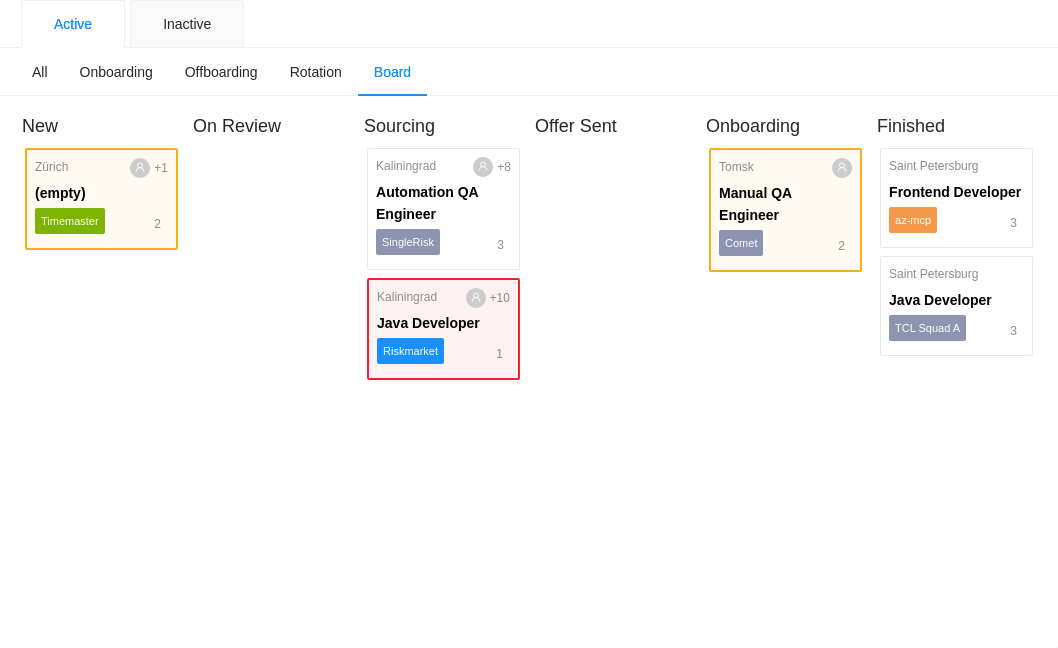 Active
Inactive
All
Onboarding
Offboarding
Rotation
Board
New
On Review
Sourcing
Offer Sent
Onboarding
Finished
Zürich
+1
(empty)
Timemaster
2
Kaliningrad
+8
Automation QA
Engineer
SingleRisk
3
Kaliningrad
+10
Java Developer
Riskmarket
1
Tomsk
Manual QA
Engineer
Comet
2
Saint Petersburg
Frontend Developer
az-mcp
3
Saint Petersburg
Java Developer
TCL Squad A
3